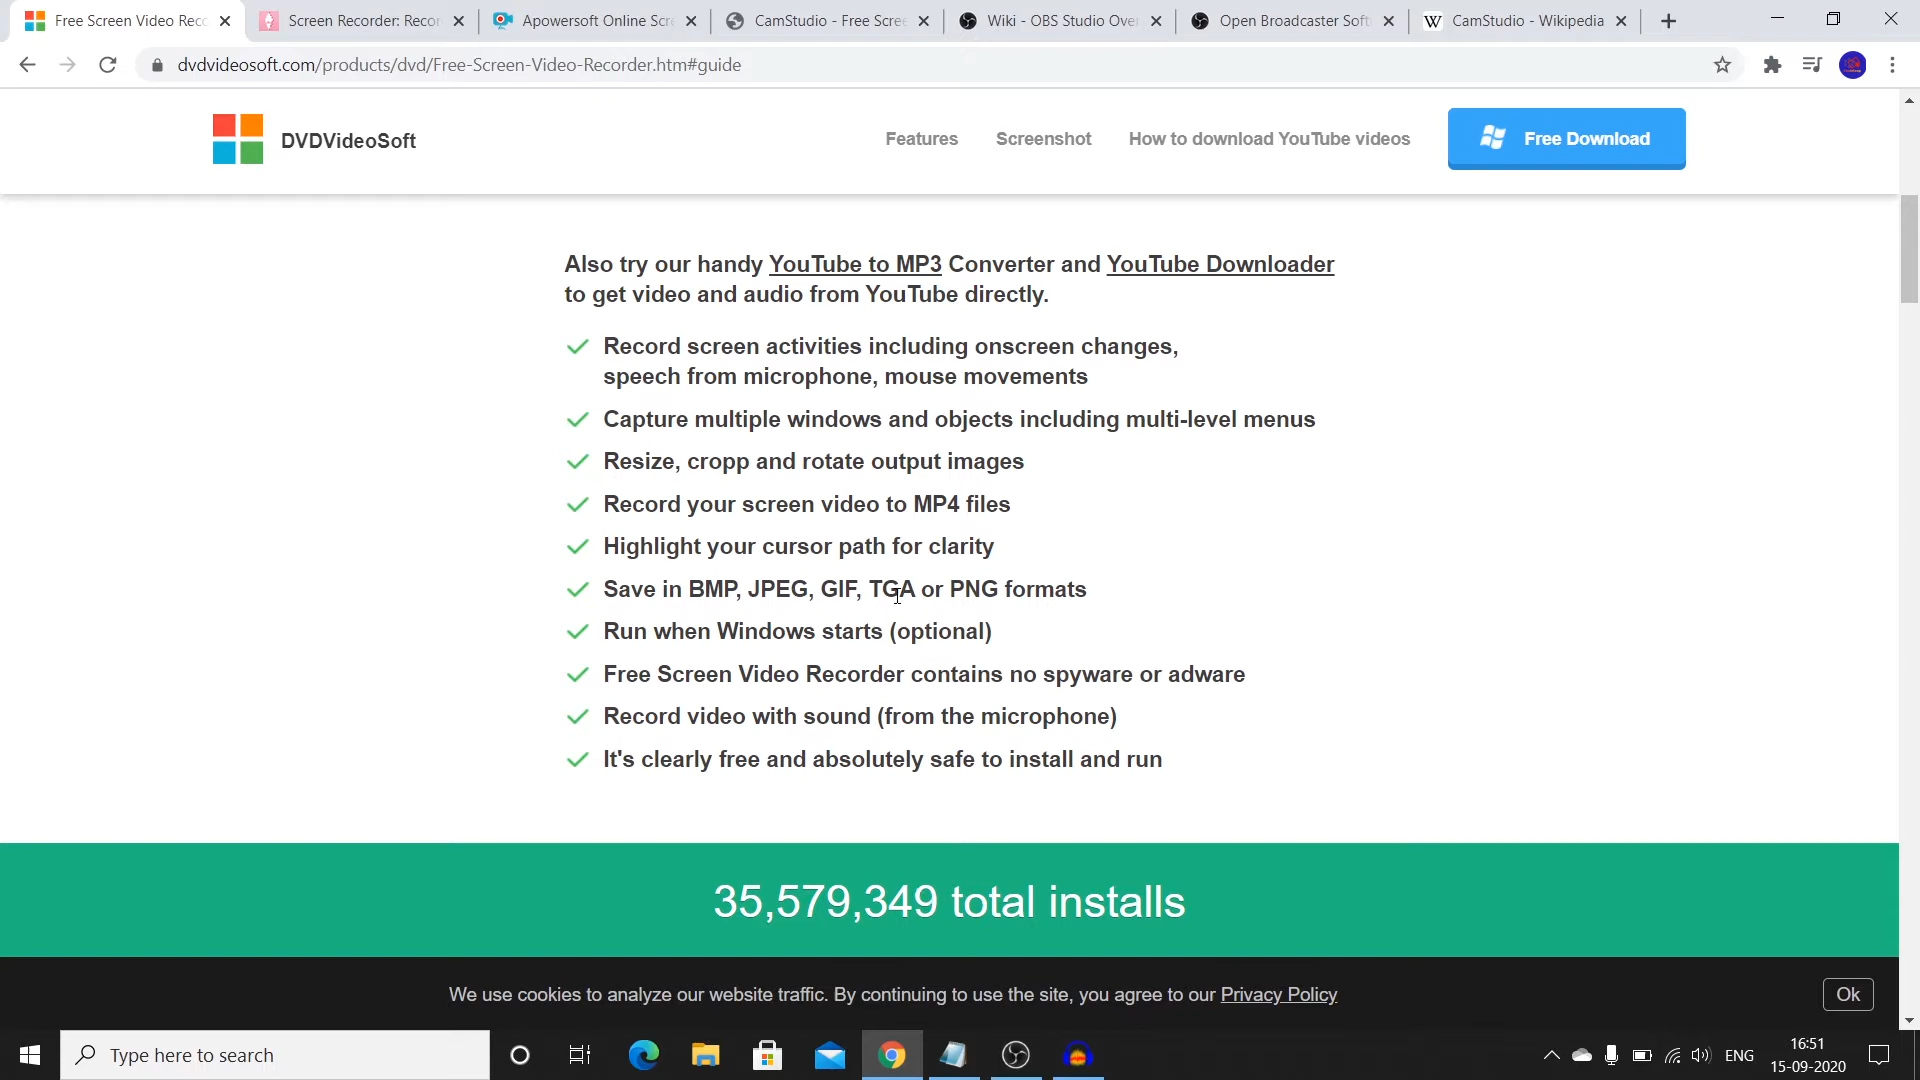 Free Screen Video Reco
Screen Recorder: Recor
Apowersoft Online Scre
CamStudio - Free Scree
Wiki - OBS Studio Over
Open Broadcaster Soft
CamStudio - Wikipedia
dvdvideosoft.com/products/dvd/Free-Screen-Video-Recorder.htm#guide
DVDVideoSoft
Features
Screenshot
How to download YouTube videos
Free Download
Also try our handy YouTube to MP3 Converter and YouTube Downloader
to get video and audio from YouTube directly.
Record screen activities including onscreen changes,
speech from microphone, mouse movements
Capture multiple windows and objects including multi-level menus
Resize, cropp and rotate output images
Record your screen video to MP4 files
Highlight your cursor path for clarity
Save in BMP, JPEG, GIF, TGA or PNG formats
Run when Windows starts (optional)
Free Screen Video Recorder contains no spyware or adware
Record video with sound (from the microphone)
It's clearly free and absolutely safe to install and run
35,579,349 total installs
We use cookies to analyze our website traffic. By continuing to use the site, you agree to our Privacy Policy
Ok
Type here to search
ENG
16:51
15-09-2020